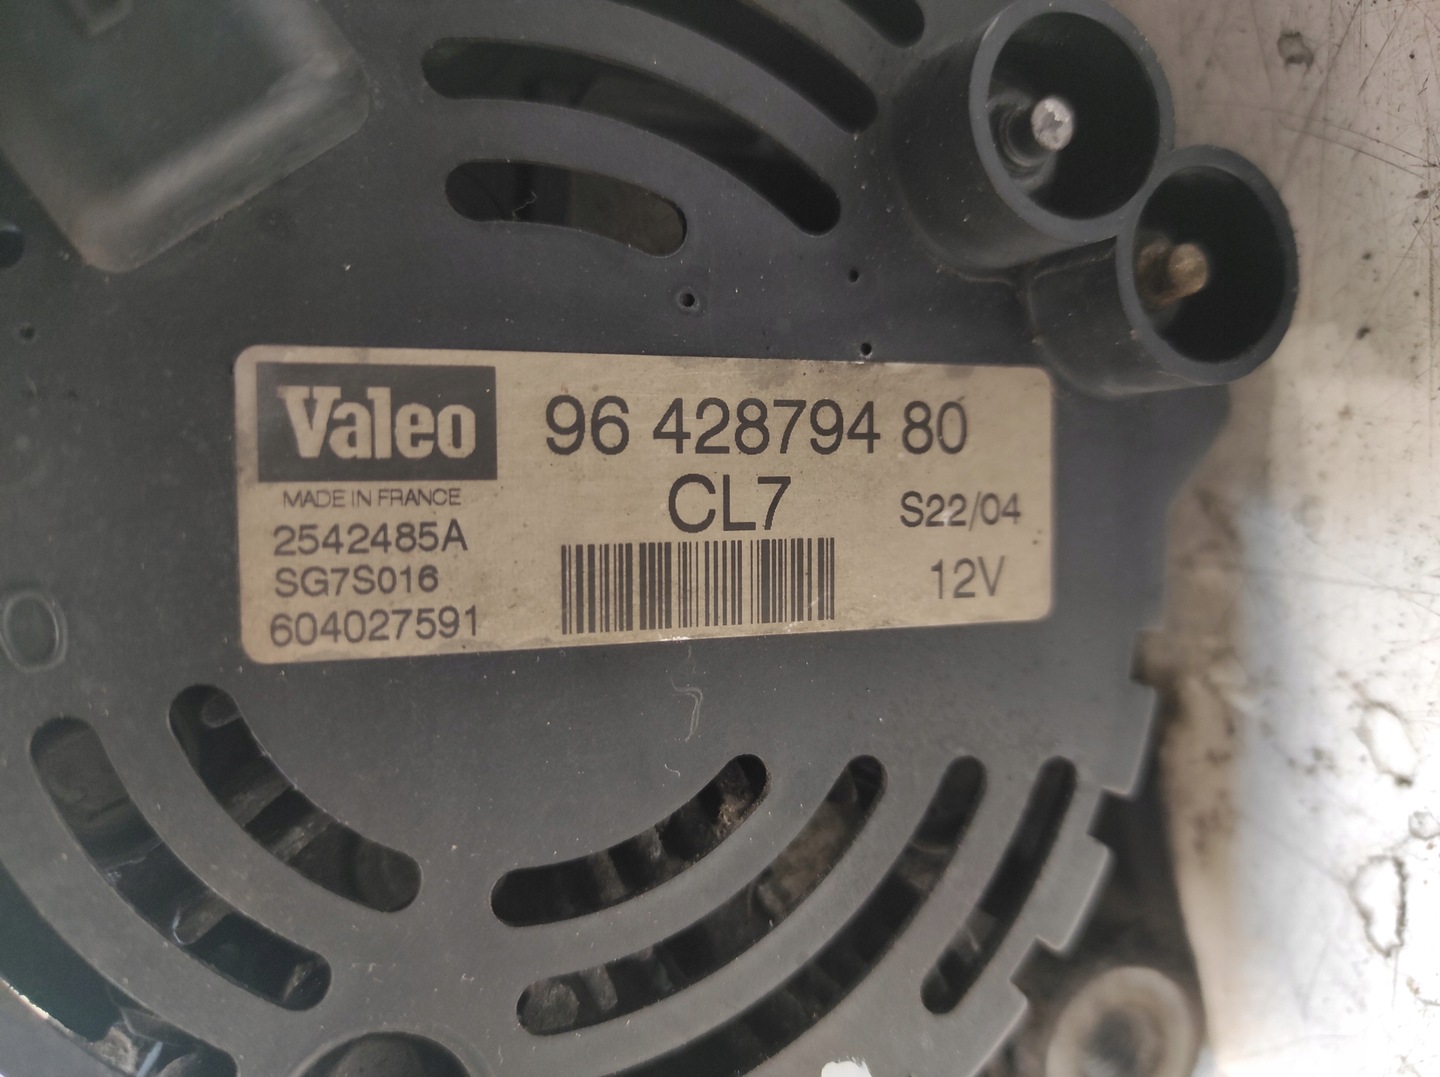 Valeo
MADE IN FRANCE
2542485A
SG7S016
604027591
96 428794 80
CL7
S22/04
12V